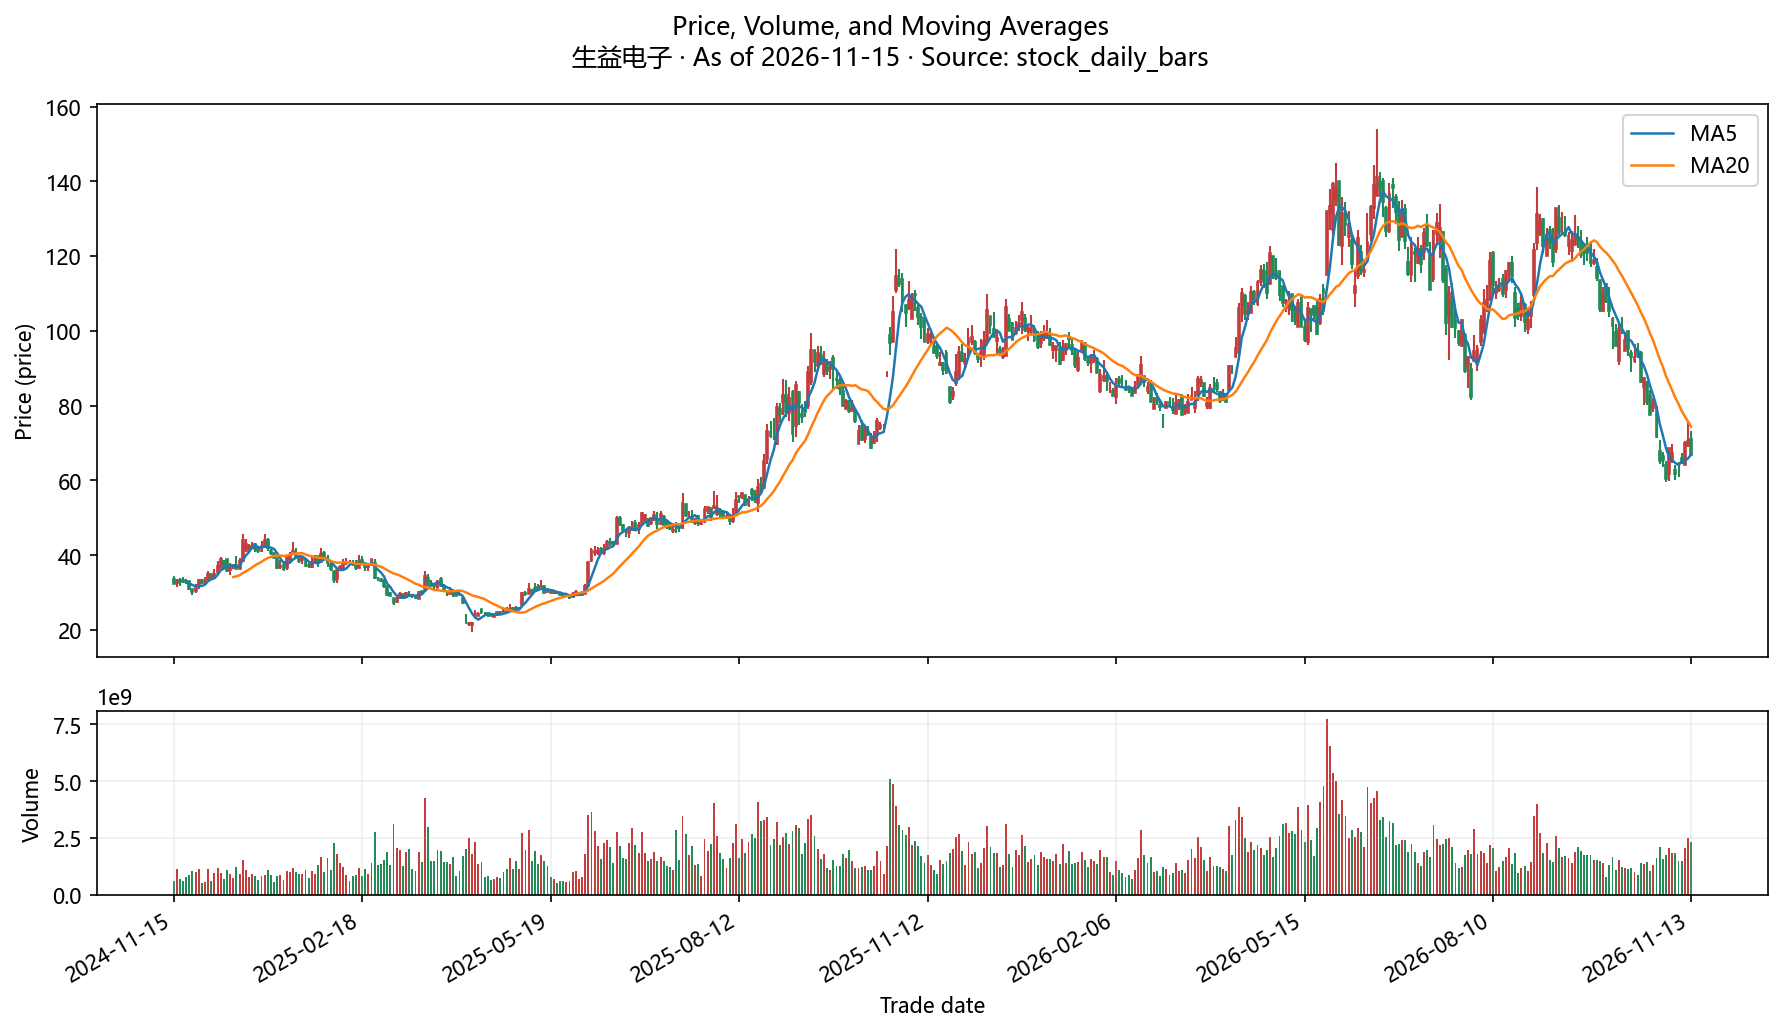 Price, Volume, and Moving Averages
生益电子 · As of 2026-11-15 · Source: stock_daily_bars
160
140
120
100
80
60
40
20
Price (price)
MA5
MA20
1e9
7.5
5.0
2.5
0.0
Volume
2024-11-15
2025-02-18
2025-05-19
2025-08-12
2025-11-12
2026-02-06
2026-05-15
2026-08-10
2026-11-13
Trade date